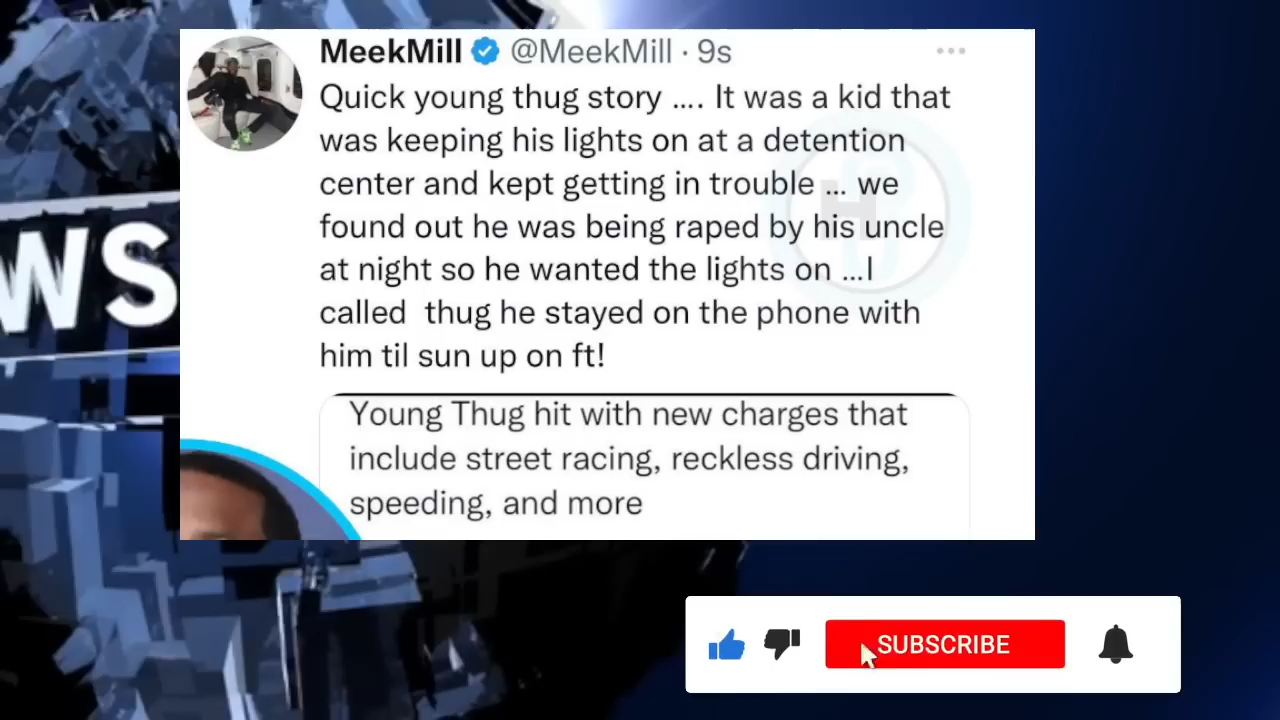 MeekMill @MeekMill · 9s
Quick young thug story .... It was a kid that
was keeping his lights on at a detention
center and kept getting in trouble ... we
found out he was being raped by his uncle
at night so he wanted the lights on ...I
called thug he stayed on the phone with
him til sun up on ft!
Young Thug hit with new charges that
include street racing, reckless driving,
speeding, and more
WS
H
SUBSCRIBE